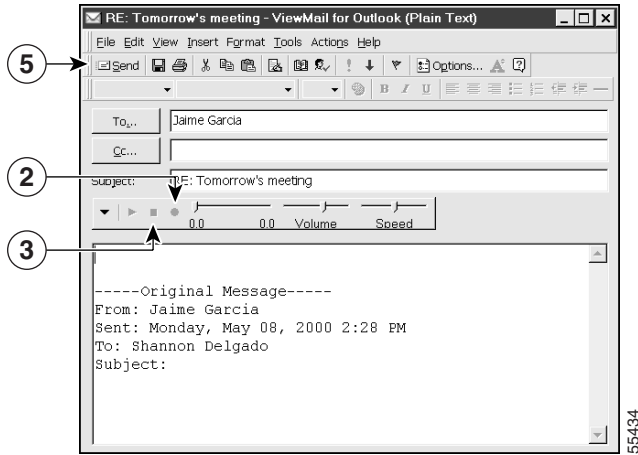 RE: Tomorrow's meeting - ViewMail for Outlook (Plain Text)
File Edit View Insert Format Tools Actions Help
5
Send ! Options... A ?
B I U
To... Jaime Garcia
Cc...
2
Subject: RE: Tomorrow's meeting
0.0 0.0 Volume Speed
3
-----Original Message-----
From: Jaime Garcia
Sent: Monday, May 08, 2000 2:28 PM
To: Shannon Delgado
Subject:
55434